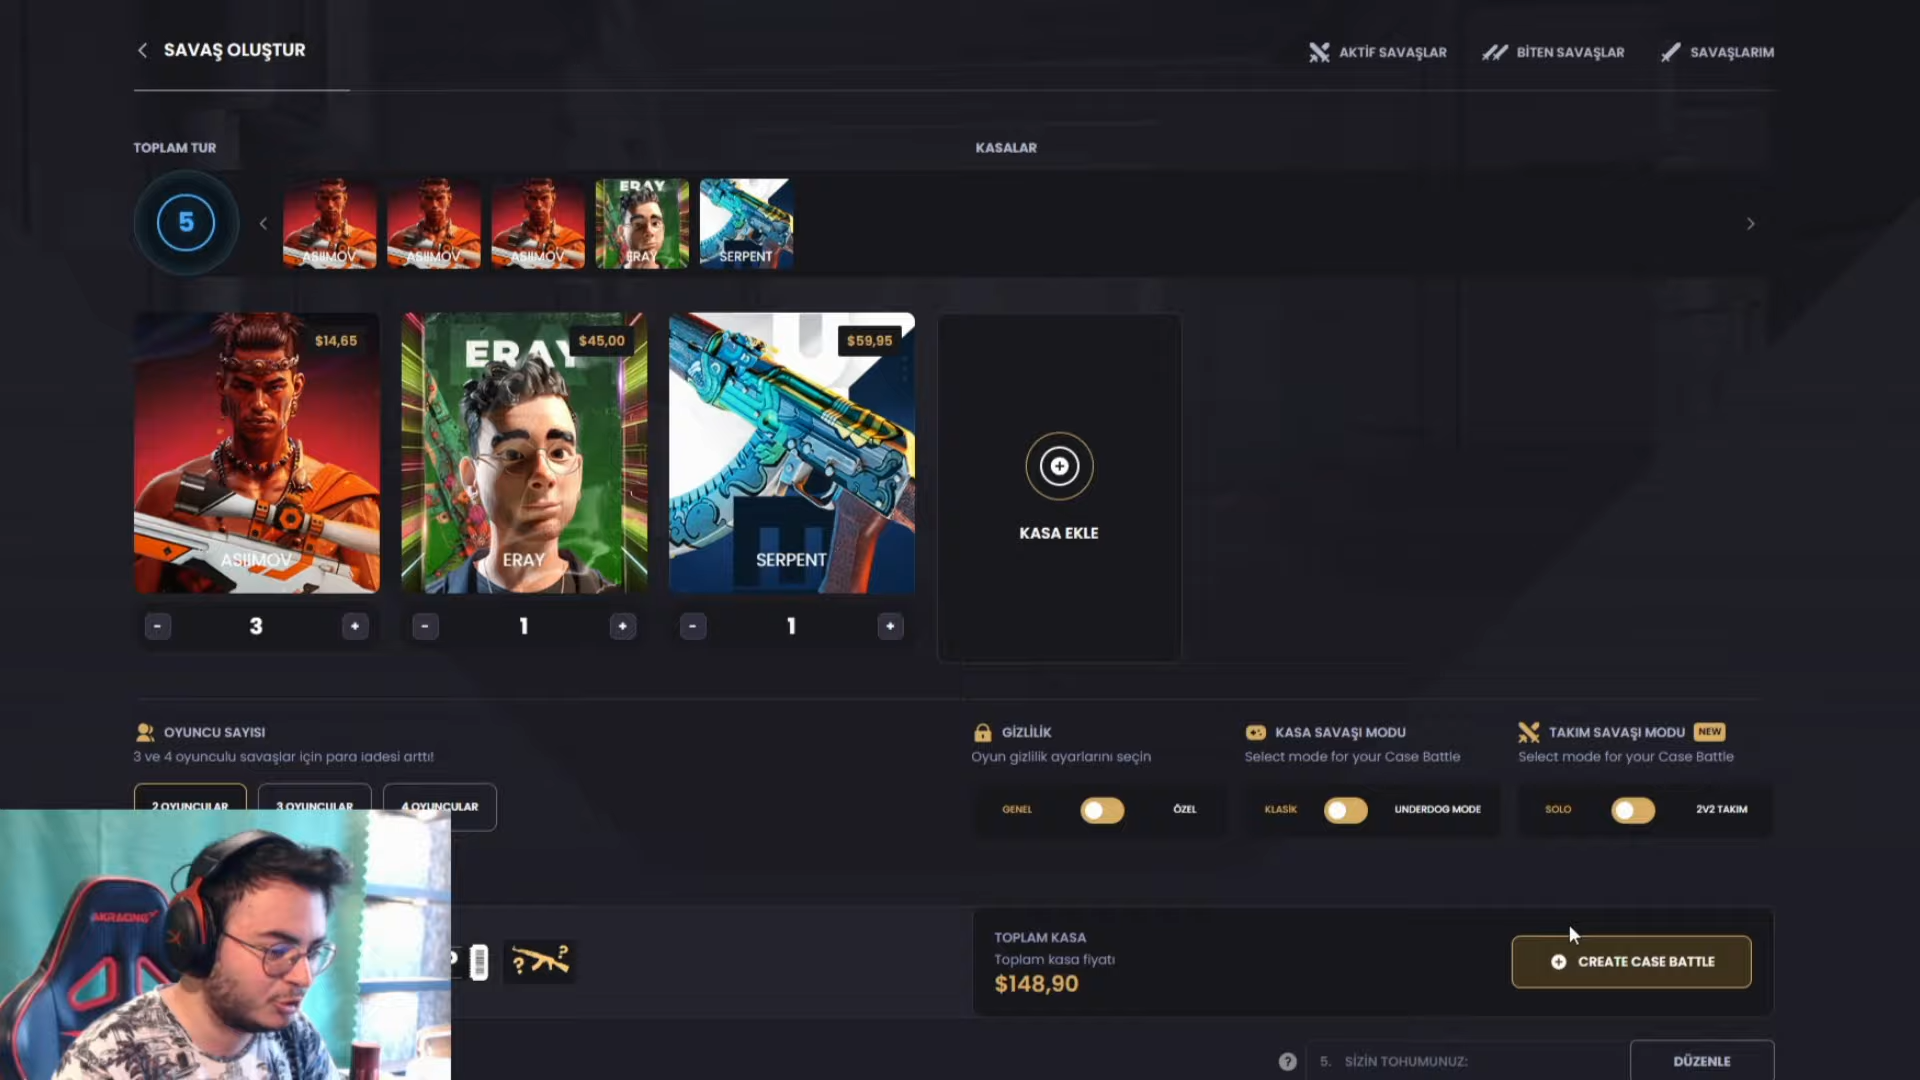 SAVAŞ OLUŞTUR
AKTİF SAVAŞLAR
BİTEN SAVAŞLAR
SAVAŞLARIM
TOPLAM TUR
KASALAR
5
ASIIMOV
ASIIMOV
ASIIMOV
ERAY
ERAY
SERPENT
$14,65
ASIIMOV
ERAY
$45,00
ERAY
$59,95
SERPENT
KASA EKLE
- 3 +
- 1 +
- 1 +
OYUNCU SAYISI
3 ve 4 oyunculu savaşlar için para iadesi arttı!
2 OYUNCULAR
3 OYUNCULAR
4 OYUNCULAR
GİZLİLİK
Oyun gizlilik ayarlarını seçin
GENEL
ÖZEL
KASA SAVAŞI MODU
Select mode for your Case Battle
KLASİK
UNDERDOG MODE
TAKIM SAVAŞI MODU NEW
Select mode for your Case Battle
SOLO
2V2 TAKIM
AKRACING
? ?
TOPLAM KASA
Toplam kasa fiyatı
$148,90
CREATE CASE BATTLE
? 5. SİZİN TOHUMUNUZ:
DÜZENLE